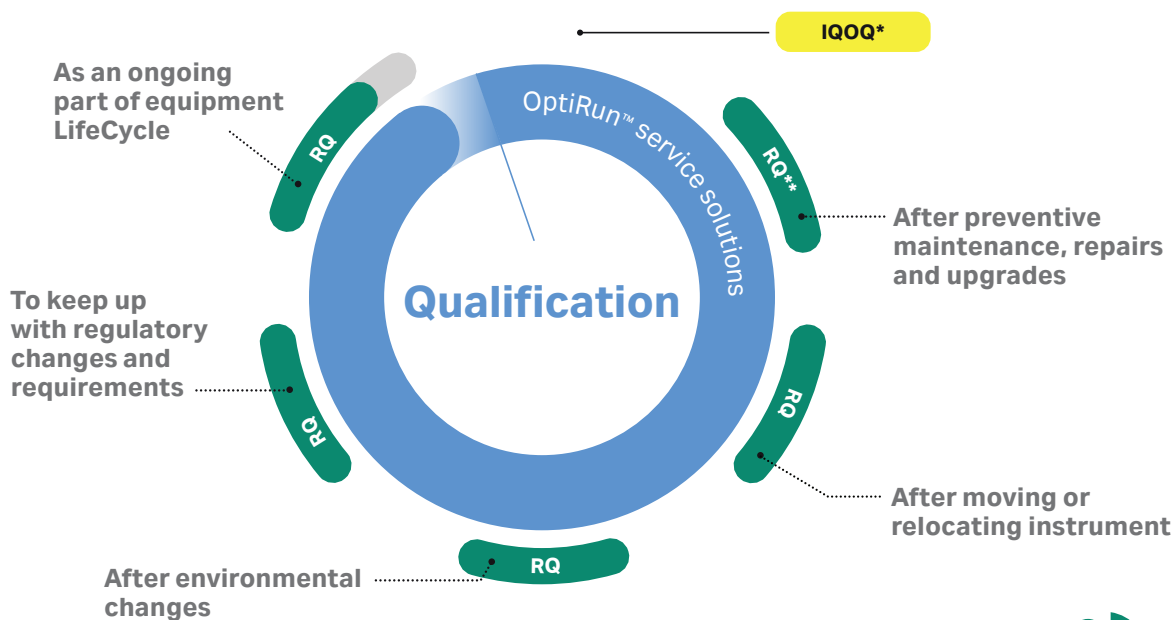 IQOQ*
As an ongoing
part of equipment
LifeCycle
RQ
OptiRun™ service solutions
RQ**
After preventive
maintenance, repairs
and upgrades
Qualification
To keep up
with regulatory
changes and
requirements
RQ
RQ
After moving or
relocating instrument
RQ
After environmental
changes